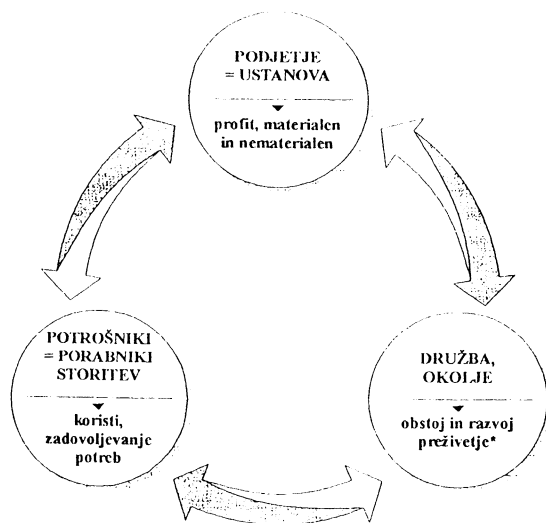 PODJETJE
= USTANOVA
profit, materialen
in nematerialen
POTROŠNIKI
= PORABNIKI
STORITEV
koristi,
zadovoljevanje
potreb
DRUŽBA,
OKOLJE
obstoj in razvoj
preživetje*